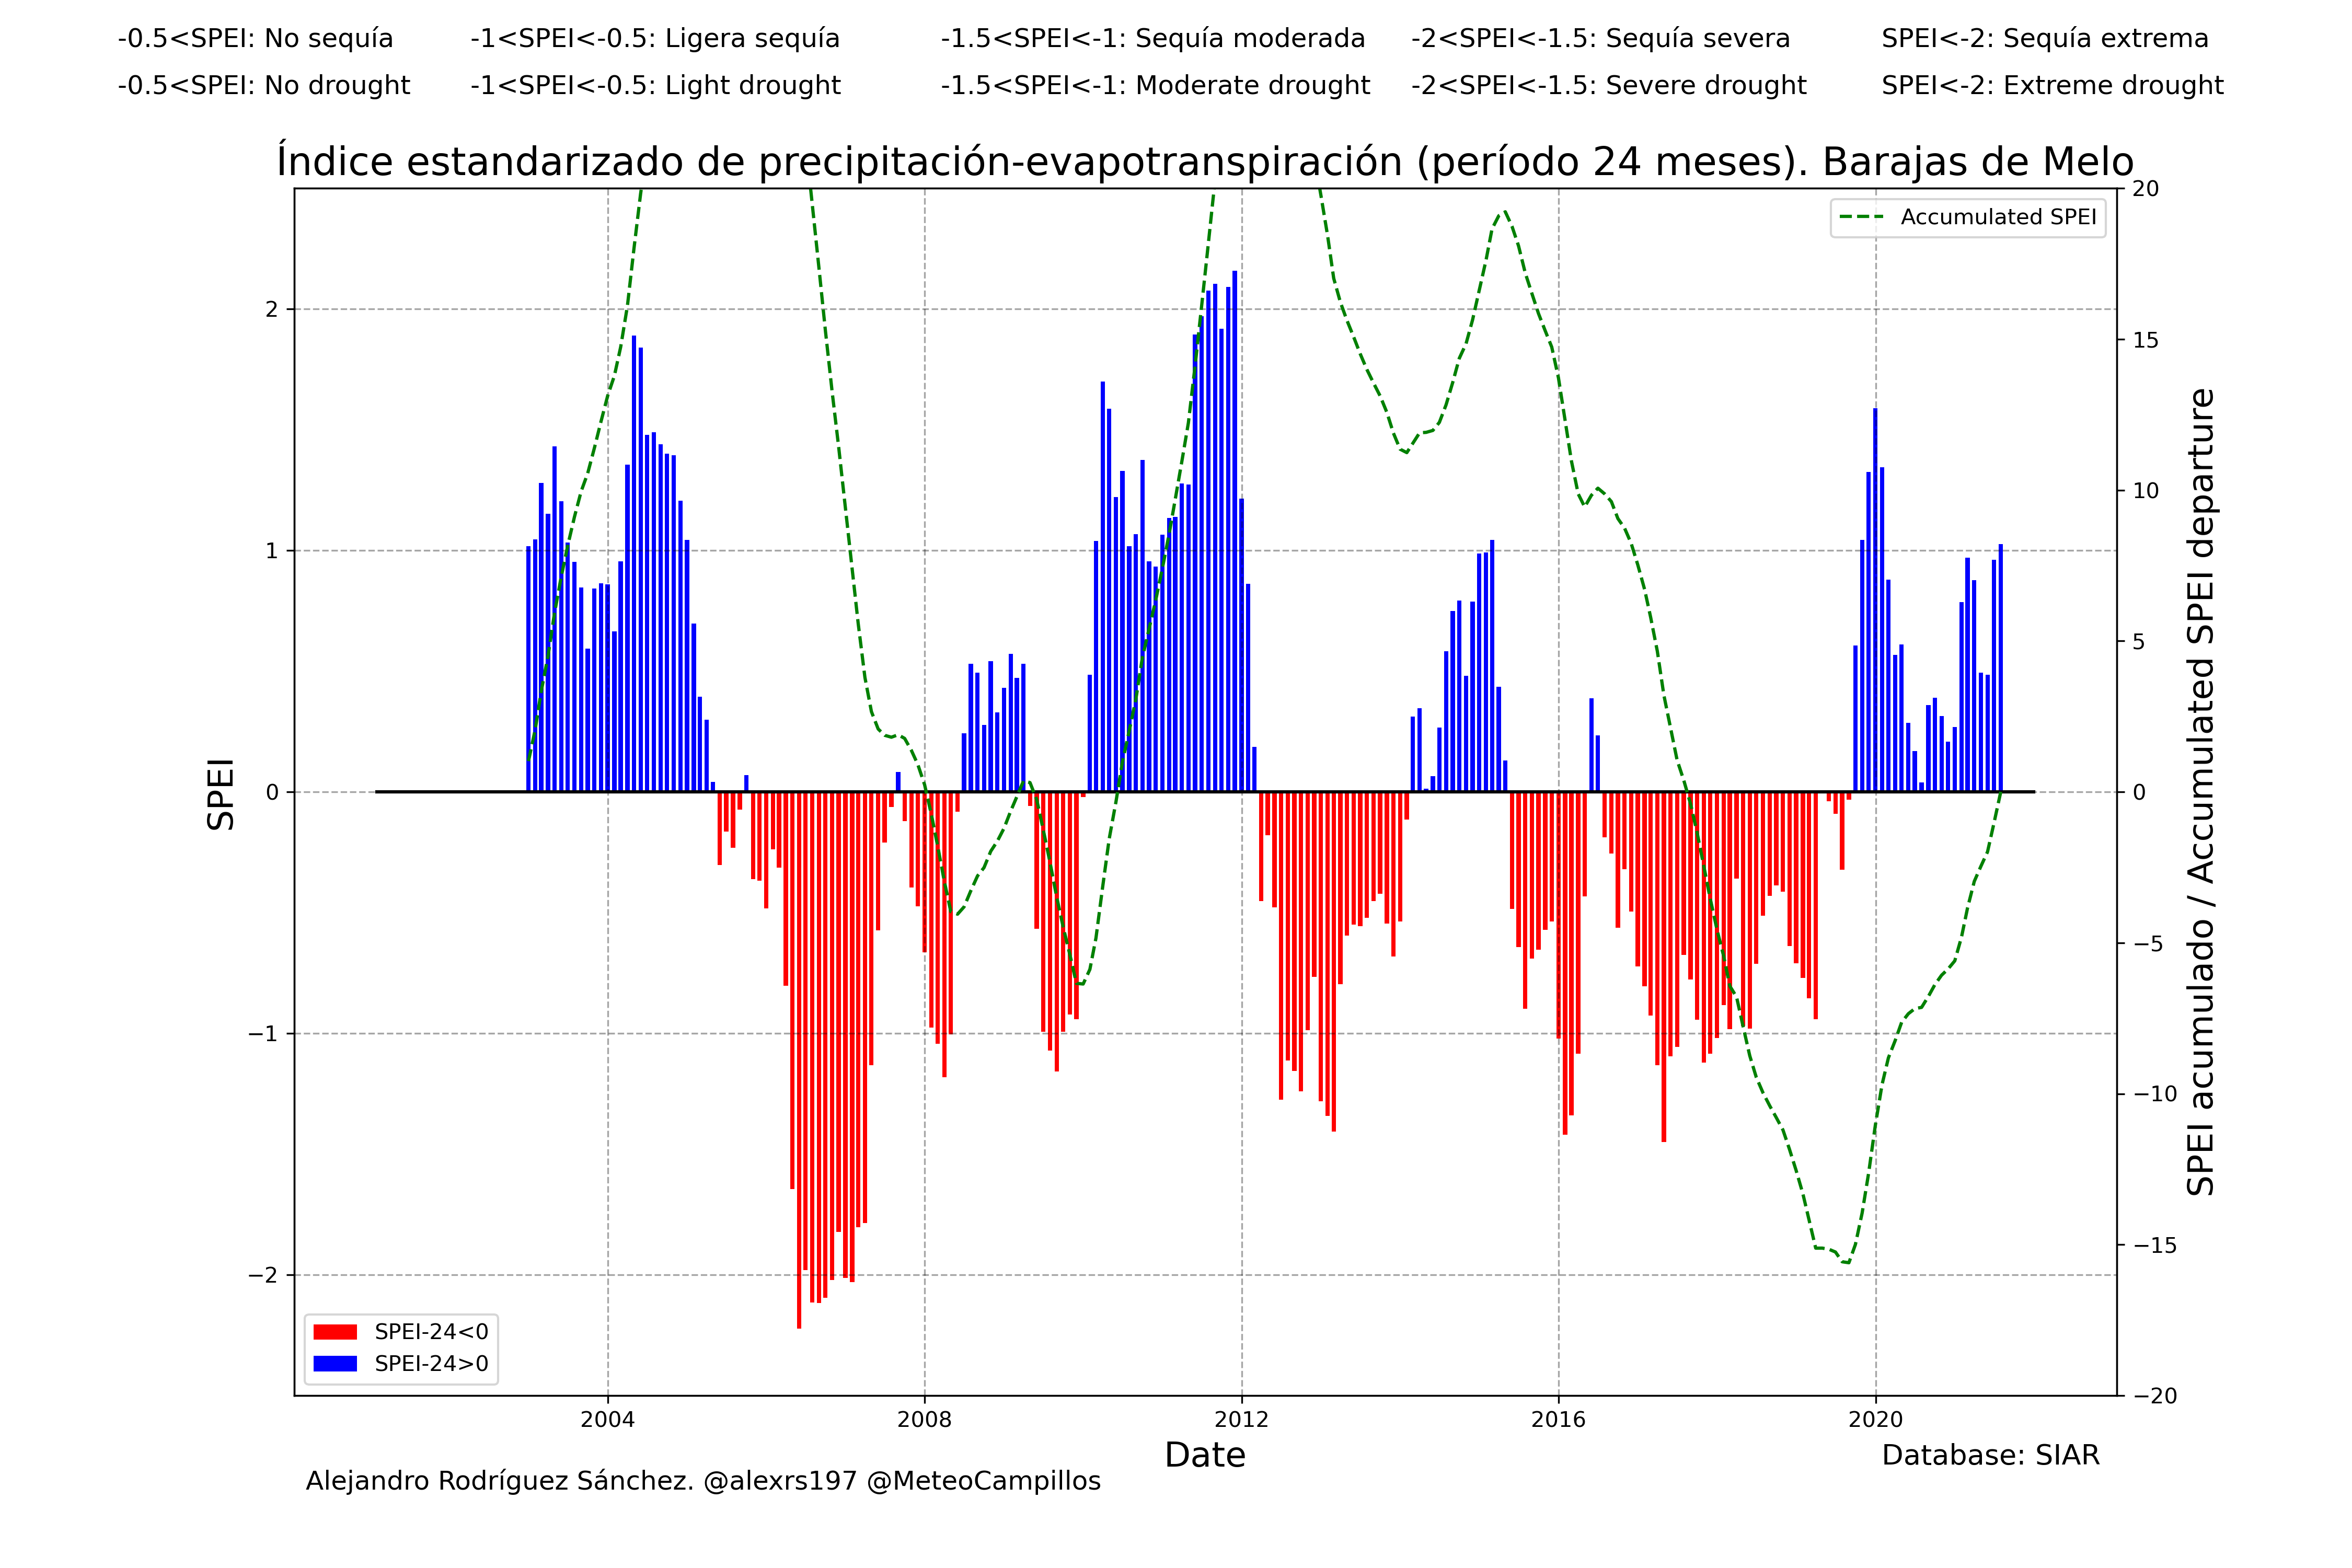 -0.5<SPEI: No sequía -1<SPEI<-0.5: Ligera sequía -1.5<SPEI<-1: Sequía moderada -2<SPEI<-1.5: Sequía severa SPEI<-2: Sequía extrema
-0.5<SPEI: No drought -1<SPEI<-0.5: Light drought -1.5<SPEI<-1: Moderate drought -2<SPEI<-1.5: Severe drought SPEI<-2: Extreme drought
Índice estandarizado de precipitación-evapotranspiración (período 24 meses). Barajas de Melo
Accumulated SPEI
SPEI
2
1
0
−1
−2
20
15
10
5
0
−5
−10
−15
−20
SPEI acumulado / Accumulated SPEI departure
SPEI-24<0
SPEI-24>0
2004 2008 2012 2016 2020
Date
Database: SIAR
Alejandro Rodríguez Sánchez. @alexrs197 @MeteoCampillos